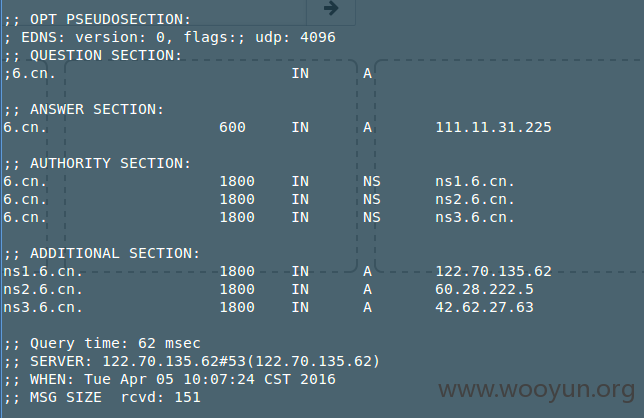 ;; OPT PSEUDOSECTION:
; EDNS: version: 0, flags:; udp: 4096
;; QUESTION SECTION:
;6.cn. IN A
;; ANSWER SECTION:
6.cn. 600 IN A 111.11.31.225
;; AUTHORITY SECTION:
6.cn. 1800 IN NS ns1.6.cn.
6.cn. 1800 IN NS ns2.6.cn.
6.cn. 1800 IN NS ns3.6.cn.
;; ADDITIONAL SECTION:
ns1.6.cn. 1800 IN A 122.70.135.62
ns2.6.cn. 1800 IN A 60.28.222.5
ns3.6.cn. 1800 IN A 42.62.27.63
;; Query time: 62 msec
;; SERVER: 122.70.135.62#53(122.70.135.62)
;; WHEN: Tue Apr 05 10:07:24 CST 2016
;; MSG SIZE rcvd: 151
www.wooyun.org